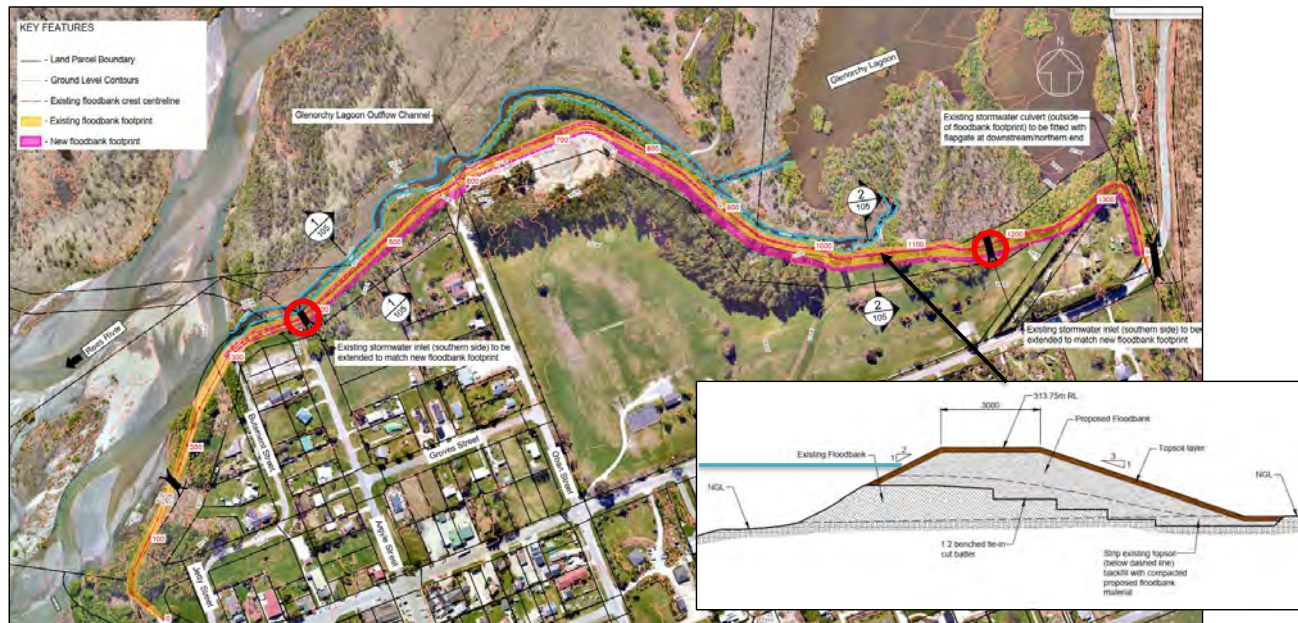 KEY FEATURES
- Land Parcel Boundary
- Ground Level Contours
- Existing floodbank crest centreline
- Existing floodbank footprint
- New floodbank footprint
Glenorchy Lagoon Outflow Channel
Glenorchy Lagoon
N
Existing stormwater culvert (outside
of floodbank footprint) to be fitted with
flapgate at downstream/northern end
Rees River
1
105
1
105
2
105
2
105
100
300
500
600
700
800
1000
1100
1200
1300
Existing stormwater inlet (southern side) to be
extended to match new floodbank footprint
Existing stormwater inlet (southern side) to be
extended to match new floodbank footprint
Butement Street
Groves Street
Oban Street
Argyle Street
Jetty Street
313.75m RL
3000
Proposed Floodbank
Topsoil layer
Existing Floodbank
2
1
3
1
NGL
NGL
1:2 benched tie-in
cut batter
Strip existing topsoil
(below dashed line)
backfill with compacted
proposed floodbank
material